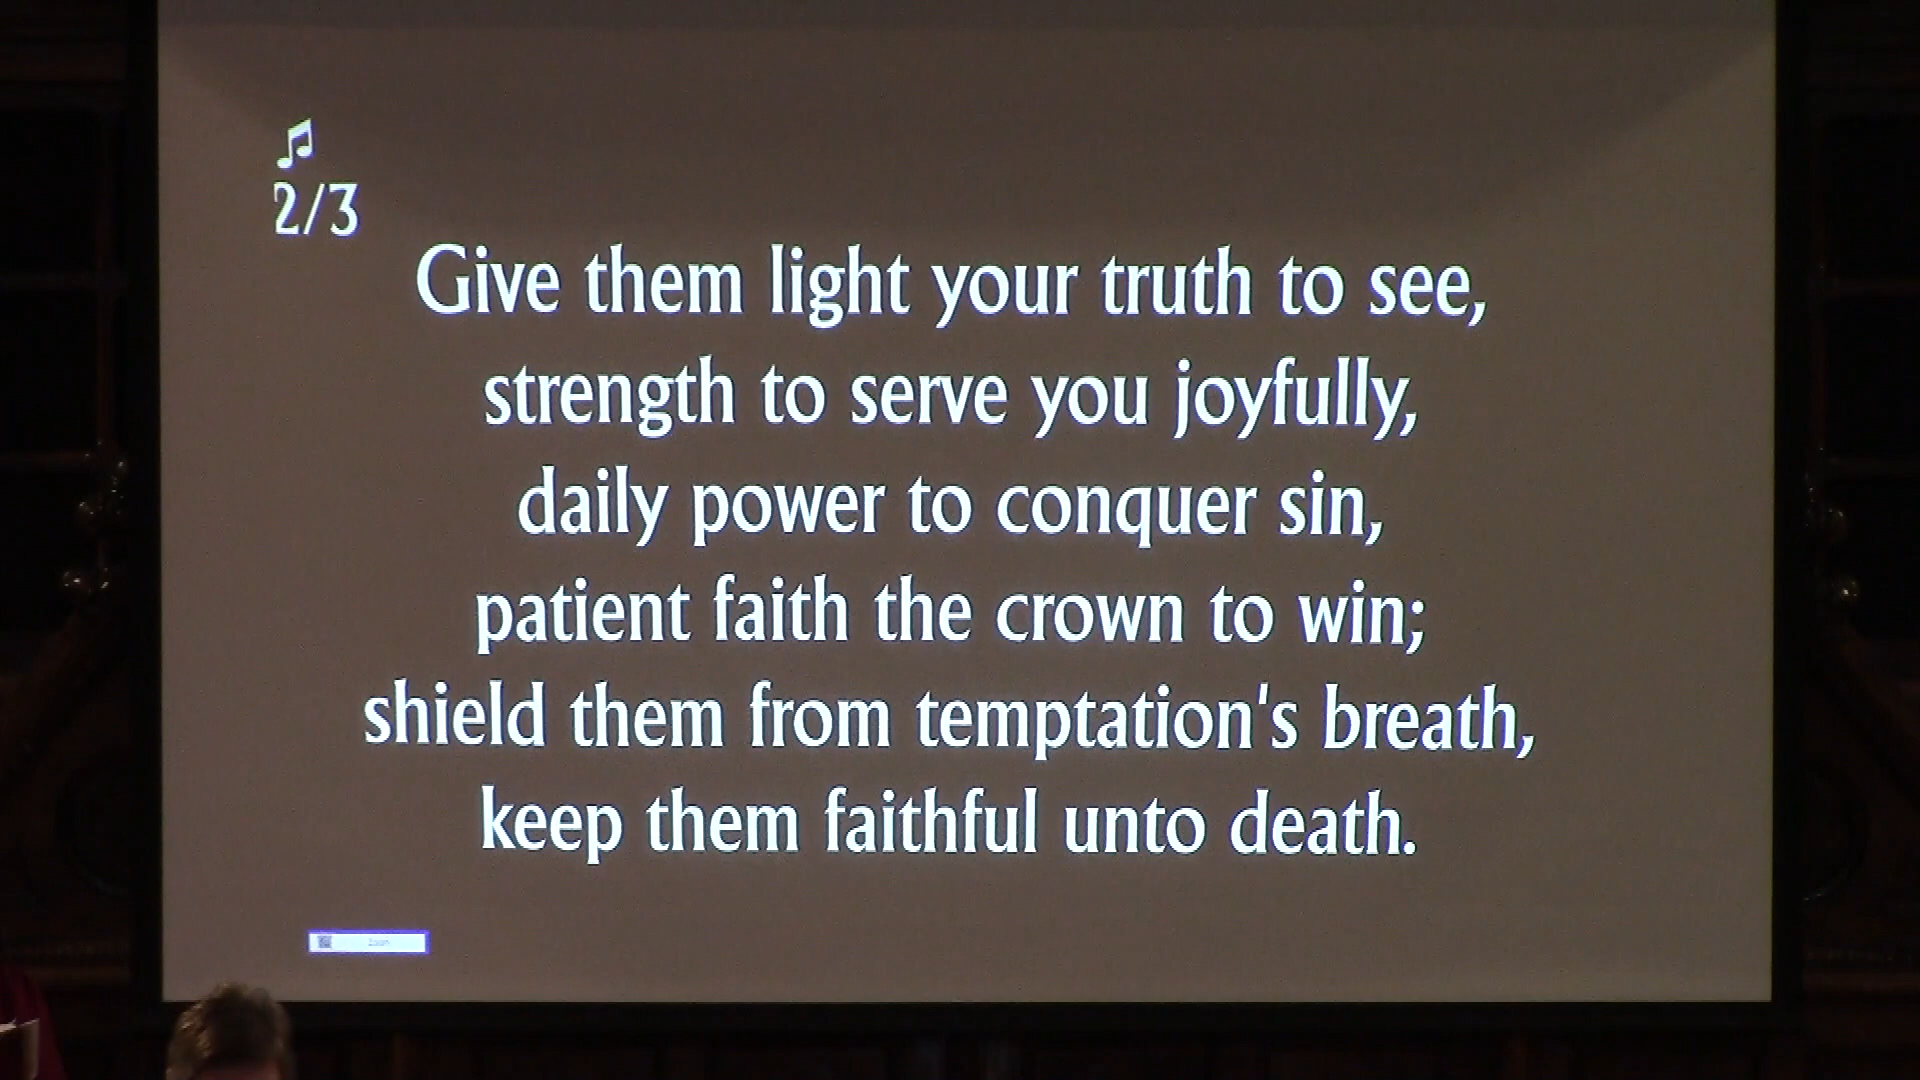 2/3
Give them light your truth to see,
strength to serve you joyfully,
daily power to conquer sin,
patient faith the crown to win;
shield them from temptation's breath,
keep them faithful unto death.